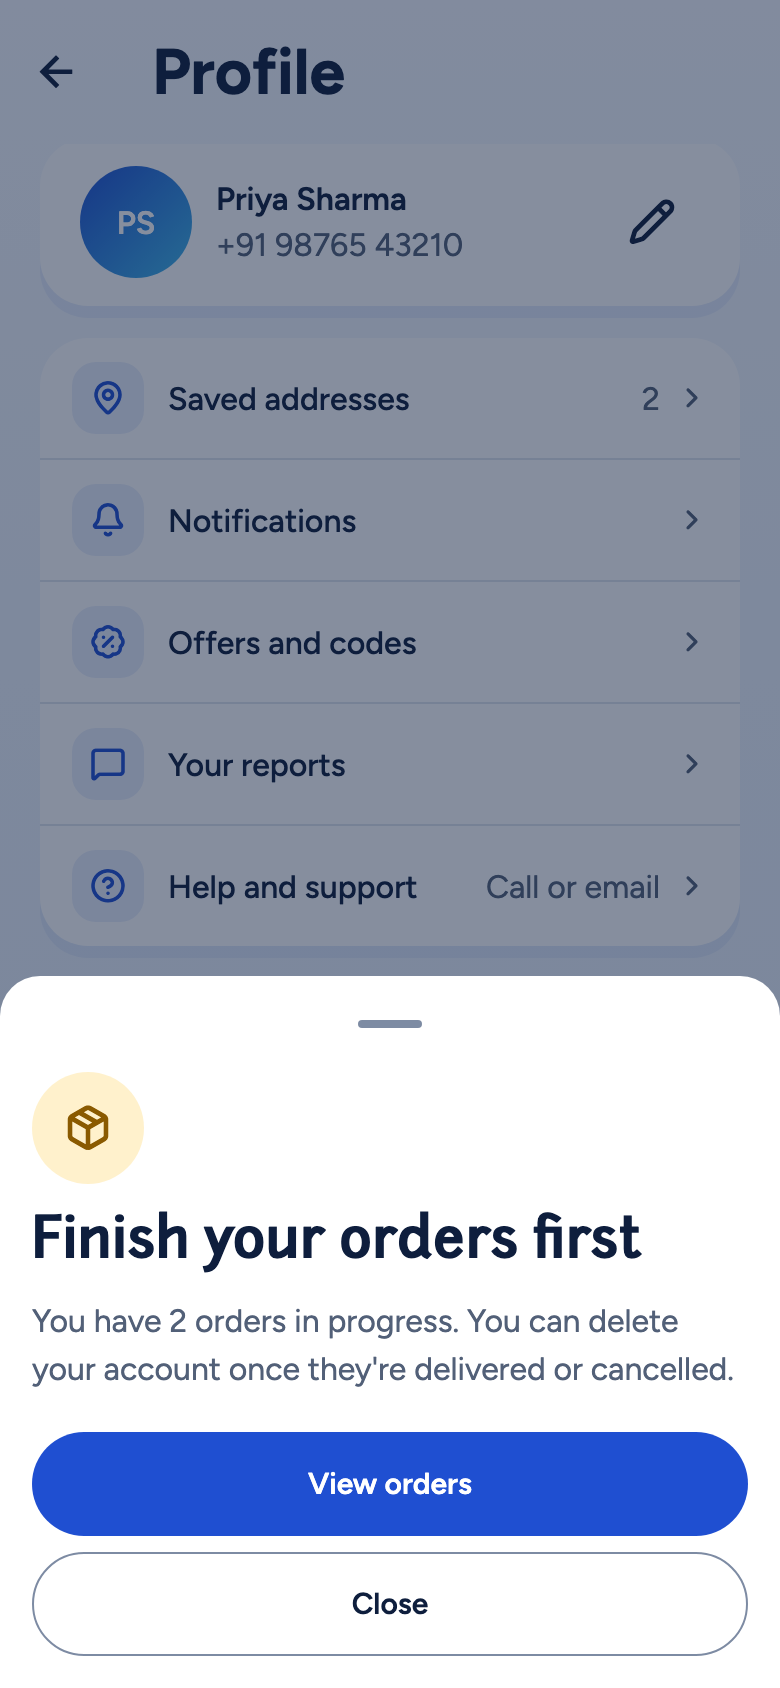 Profile
PS
Priya Sharma
+91 98765 43210
Saved addresses 2
Notifications
Offers and codes
Your reports
Help and support Call or email
Finish your orders first
You have 2 orders in progress. You can delete
your account once they're delivered or cancelled.
View orders
Close